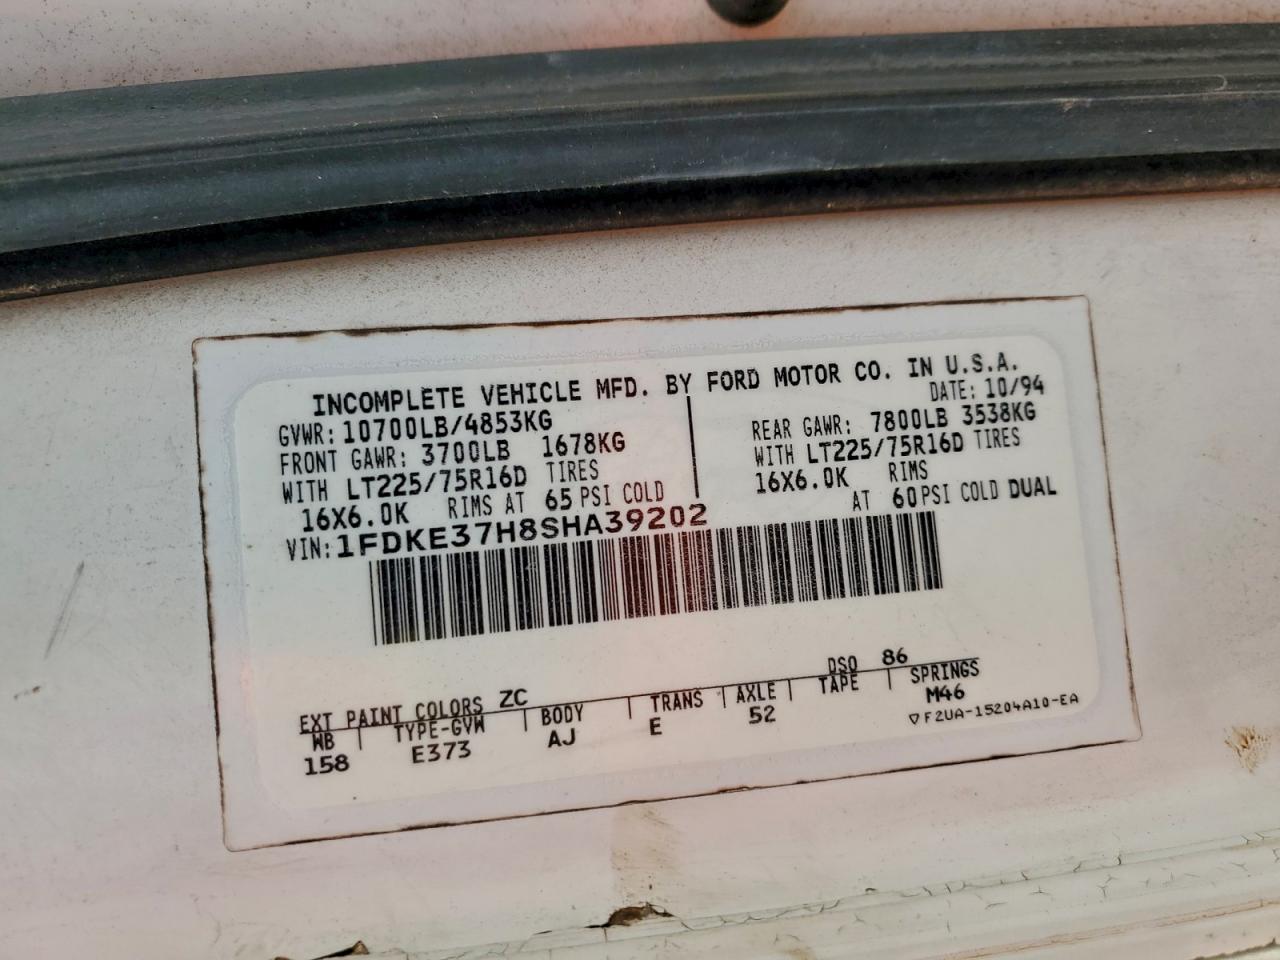 INCOMPLETE VEHICLE MFD. BY FORD MOTOR CO. IN U.S.A.
DATE: 10/94
GVWR: 10700LB/4853KG
FRONT GAWR: 3700LB 1678KG
WITH LT225/75R16D TIRES
16X6.0K RIMS AT 65 PSI COLD
REAR GAWR: 7800LB 3538KG
WITH LT225/75R16D TIRES
16X6.0K RIMS
AT 60 PSI COLD DUAL
VIN: 1FDKE37H8SHA39202
EXT PAINT COLORS ZC DSO 86
WB TYPE-GVW BODY TRANS AXLE TAPE SPRINGS
158 E373 AJ E 52 M46
F2UA-15204A10-EA